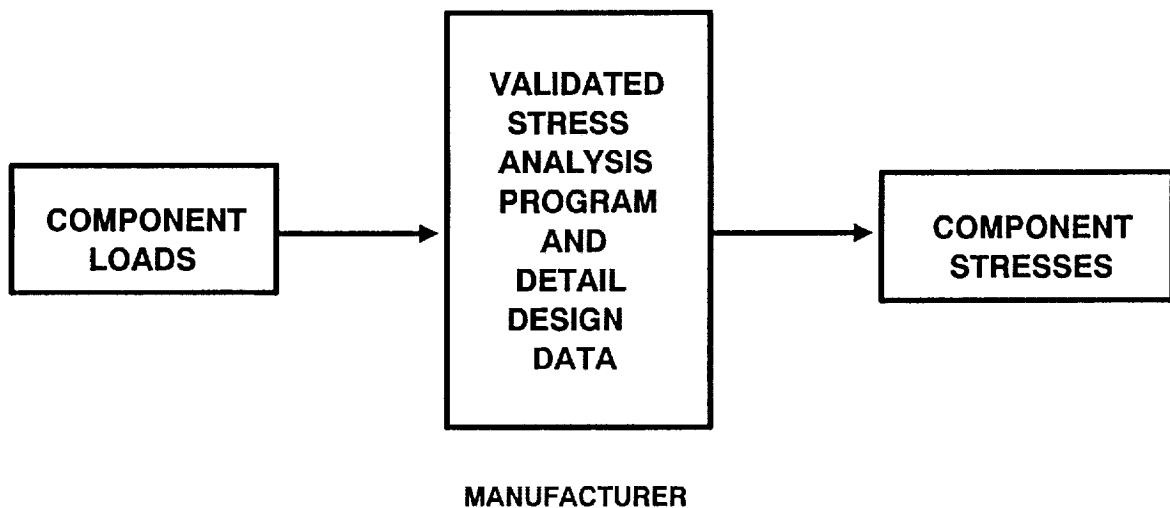 COMPONENT
LOADS
VALIDATED
STRESS
ANALYSIS
PROGRAM
AND
DETAIL
DESIGN
DATA
COMPONENT
STRESSES
MANUFACTURER